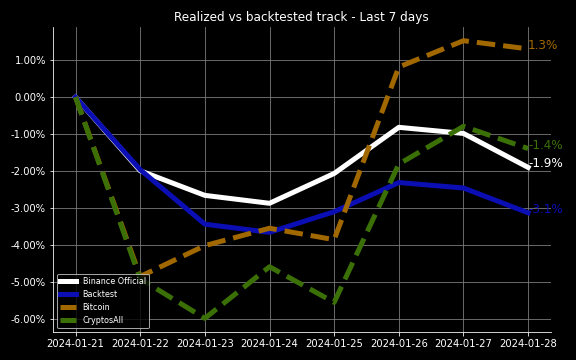 Realized vs backtested track - Last 7 days
1.00%
0.00%
-1.00%
-2.00%
-3.00%
-4.00%
-5.00%
-6.00%
1.3%
-1.4%
-1.9%
-3.1%
Binance Official
Backtest
Bitcoin
CryptosAll
2024-01-21 2024-01-22 2024-01-23 2024-01-24 2024-01-25 2024-01-26 2024-01-27 2024-01-28